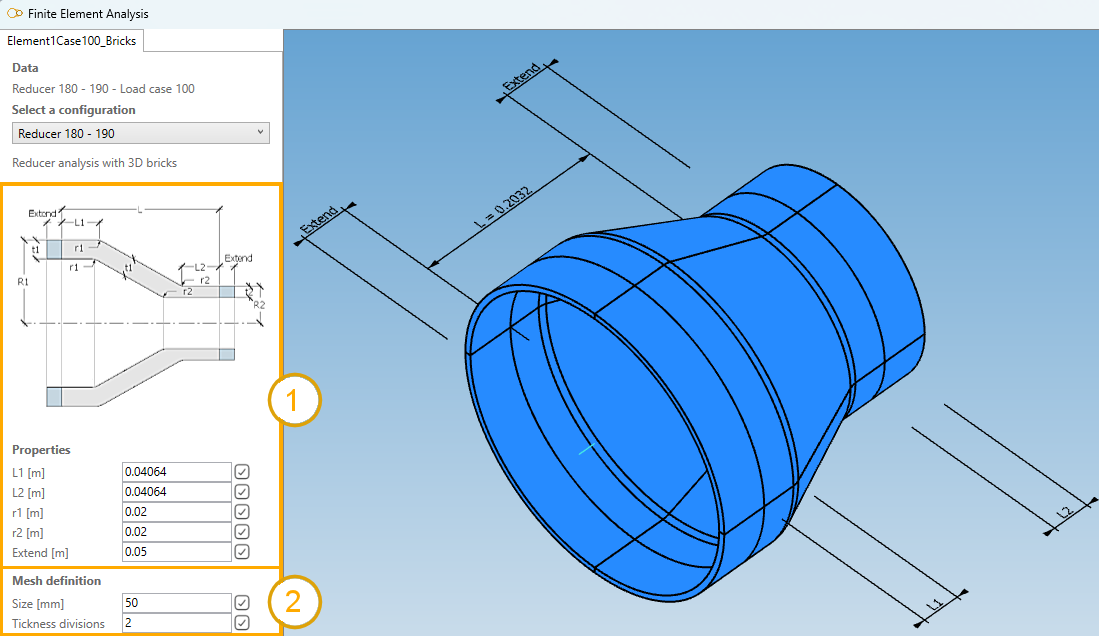 Finite Element Analysis
Element1Case100_Bricks
Data
Reducer 180 - 190 - Load case 100
Select a configuration
Reducer 180 - 190
Reducer analysis with 3D bricks
Extend
L
L1
t1
r1
r1
t1
L2
Extend
r2
r2
R1
R2
1
Properties
L1 [m] 0.04064
L2 [m] 0.04064
r1 [m] 0.02
r2 [m] 0.02
Extend [m] 0.05
2
Mesh definition
Size [mm] 50
Tickness divisions 2
Extend
L = 0.2032
Extend
L2
L1